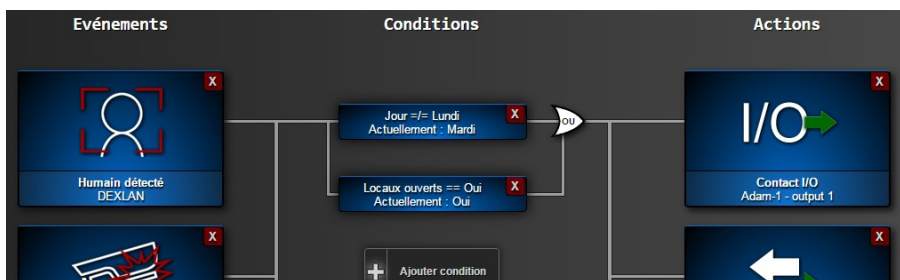 Evénements
Conditions
Actions
X
X
X
I/O
Jour =/= Lundi
Actuellement : Mardi
OU
Humain détecté
DEXLAN
Locaux ouverts == Oui
Actuellement : Oui
X
Contact I/O
Adam-1 - output 1
X
X
+ Ajouter condition